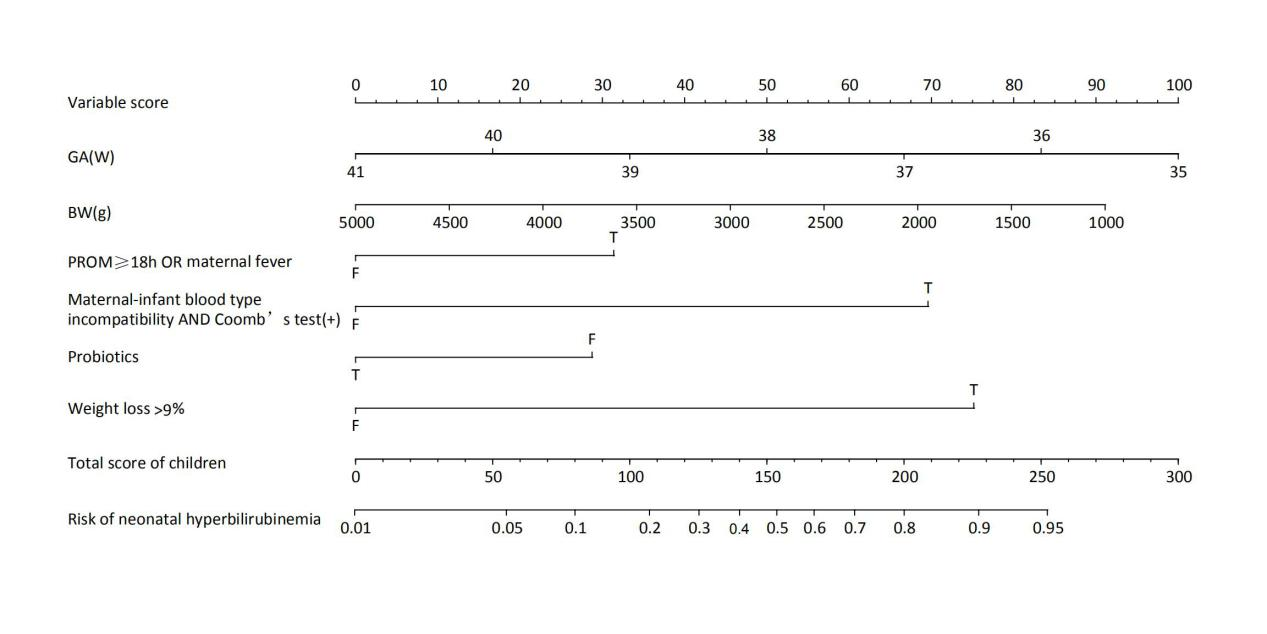 0 10 20 30 40 50 60 70 80 90 100
Variable score
40 38 36
GA(W)
41 39 37 35
BW(g)
5000 4500 4000 3500 3000 2500 2000 1500 1000
T
PROM⩾18h OR maternal fever
F
Maternal-infant blood type
T
incompatibility AND Coomb’s test(+) F
F
Probiotics
T
T
Weight loss >9%
F
Total score of children
0 50 100 150 200 250 300
Risk of neonatal hyperbilirubinemia
0.01 0.05 0.1 0.2 0.3 0.4 0.5 0.6 0.7 0.8 0.9 0.95